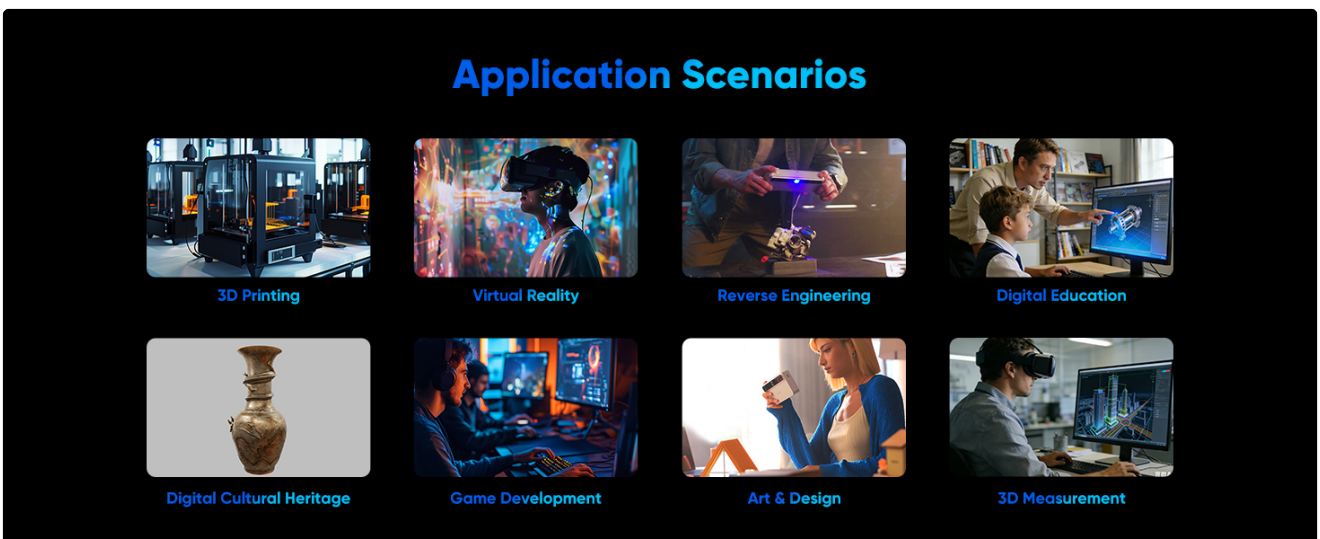 Application Scenarios
3D Printing
Virtual Reality
Reverse Engineering
Digital Education
Digital Cultural Heritage
Game Development
Art & Design
3D Measurement